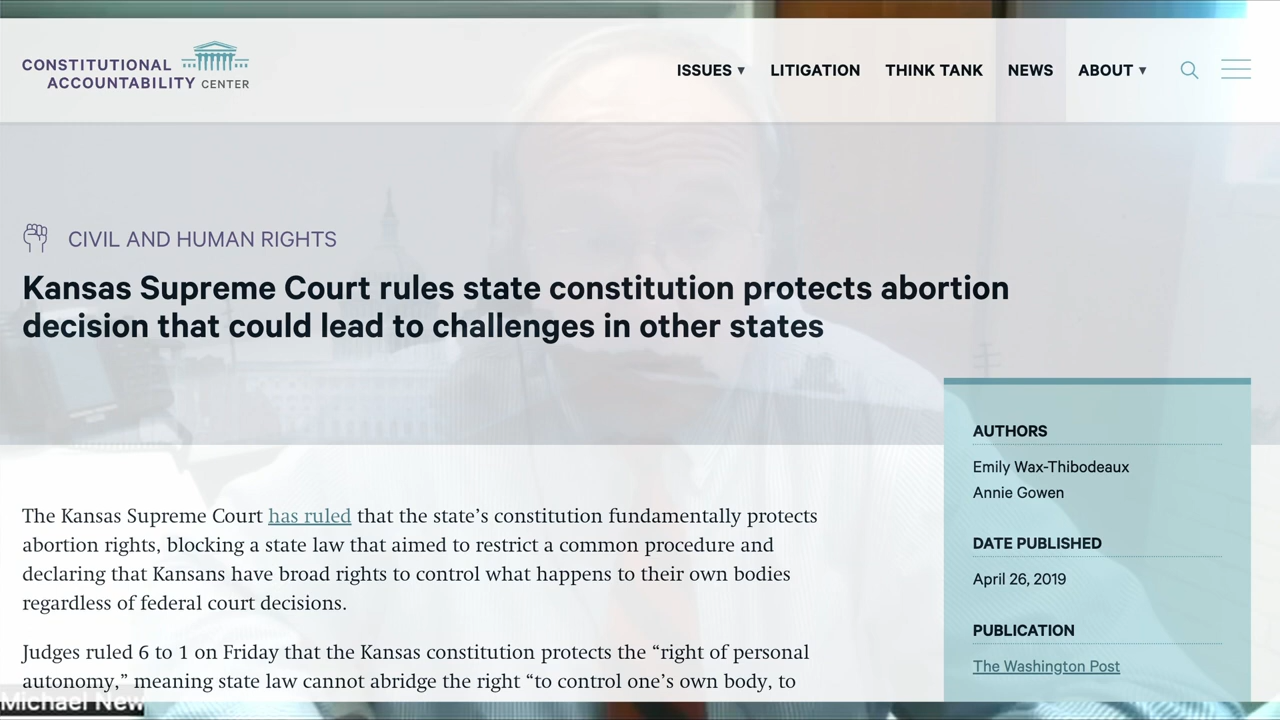 CONSTITUTIONAL
ACCOUNTABILITY CENTER
ISSUES ▾ LITIGATION THINK TANK NEWS ABOUT ▾
CIVIL AND HUMAN RIGHTS
Kansas Supreme Court rules state constitution protects abortion
decision that could lead to challenges in other states
AUTHORS
Emily Wax-Thibodeaux
Annie Gowen
DATE PUBLISHED
April 26, 2019
PUBLICATION
The Washington Post
The Kansas Supreme Court has ruled that the state’s constitution fundamentally protects
abortion rights, blocking a state law that aimed to restrict a common procedure and
declaring that Kansans have broad rights to control what happens to their own bodies
regardless of federal court decisions.
Judges ruled 6 to 1 on Friday that the Kansas constitution protects the “right of personal
autonomy,” meaning state law cannot abridge the right “to control one’s own body, to
Michael New